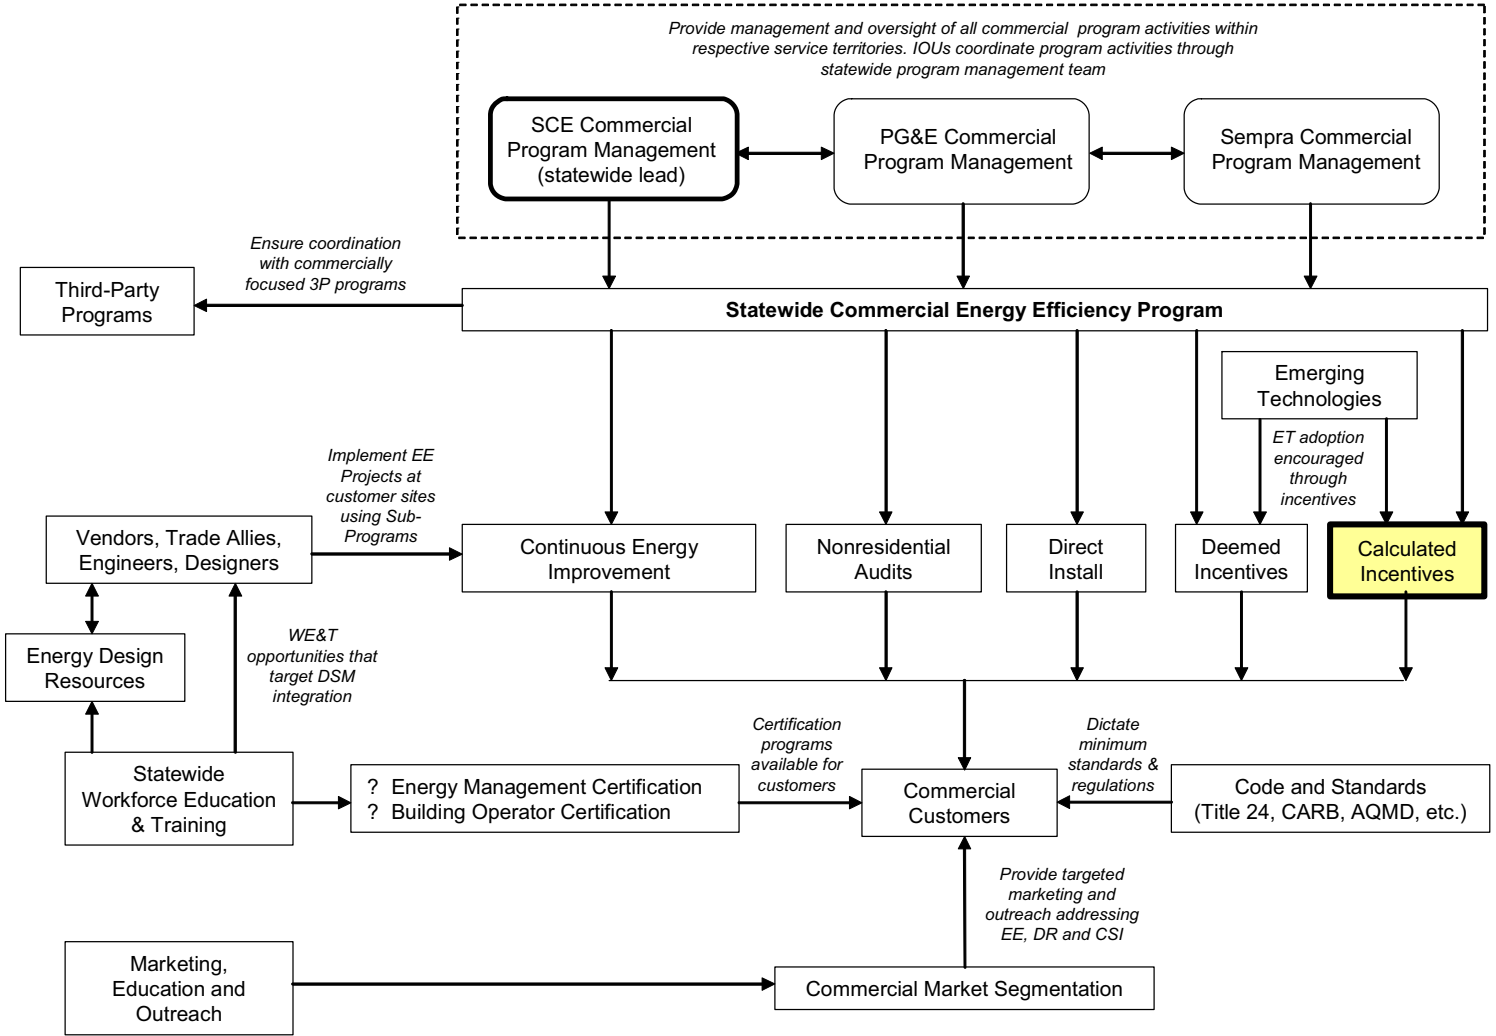 Provide management and oversight of all commercial program activities within
respective service territories. IOUs coordinate program activities through
statewide program management team
SCE Commercial
Program Management
(statewide lead)
PG&E Commercial
Program Management
Sempra Commercial
Program Management
Ensure coordination
with commercially
focused 3P programs
Third-Party
Programs
Statewide Commercial Energy Efficiency Program
Emerging
Technologies
ET adoption
encouraged
through
incentives
Implement EE
Projects at
customer sites
using Sub-
Programs
Vendors, Trade Allies,
Engineers, Designers
Continuous Energy
Improvement
Nonresidential
Audits
Direct
Install
Deemed
Incentives
Calculated
Incentives
Energy Design
Resources
WE&T
opportunities that
target DSM
integration
Statewide
Workforce Education
& Training
? Energy Management Certification
? Building Operator Certification
Certification
programs
available for
customers
Commercial
Customers
Dictate
minimum
standards &
regulations
Code and Standards
(Title 24, CARB, AQMD, etc.)
Provide targeted
marketing and
outreach addressing
EE, DR and CSI
Marketing,
Education and
Outreach
Commercial Market Segmentation